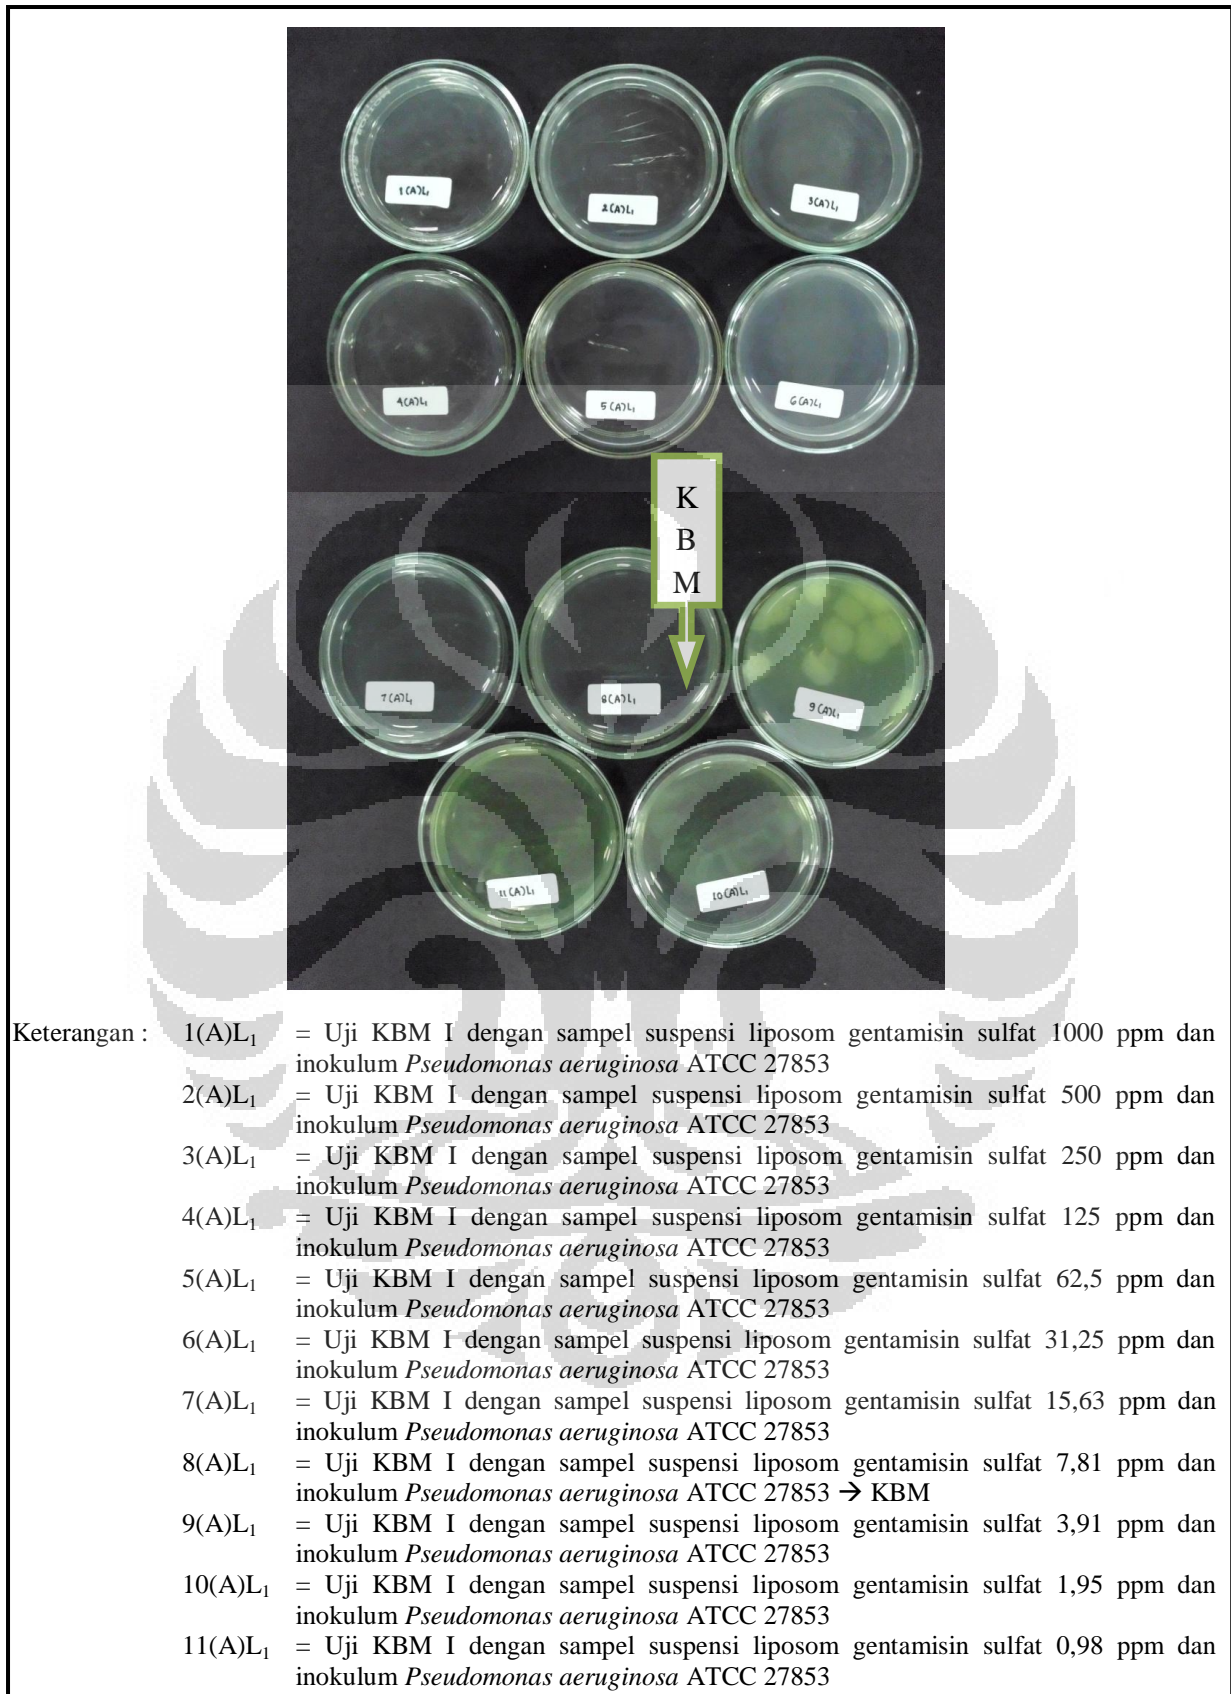 1(A)L₁
2(A)L₁
3(A)L₁
4(A)L₁
5(A)L₁
6(A)L₁
K
B
M
7(A)L₁
8(A)L₁
9(A)L₁
11(A)L₁
10(A)L₁
Keterangan : 1(A)L₁ = Uji KBM I dengan sampel suspensi liposom gentamisin sulfat 1000 ppm dan
inokulum Pseudomonas aeruginosa ATCC 27853
2(A)L₁ = Uji KBM I dengan sampel suspensi liposom gentamisin sulfat 500 ppm dan
inokulum Pseudomonas aeruginosa ATCC 27853
3(A)L₁ = Uji KBM I dengan sampel suspensi liposom gentamisin sulfat 250 ppm dan
inokulum Pseudomonas aeruginosa ATCC 27853
4(A)L₁ = Uji KBM I dengan sampel suspensi liposom gentamisin sulfat 125 ppm dan
inokulum Pseudomonas aeruginosa ATCC 27853
5(A)L₁ = Uji KBM I dengan sampel suspensi liposom gentamisin sulfat 62,5 ppm dan
inokulum Pseudomonas aeruginosa ATCC 27853
6(A)L₁ = Uji KBM I dengan sampel suspensi liposom gentamisin sulfat 31,25 ppm dan
inokulum Pseudomonas aeruginosa ATCC 27853
7(A)L₁ = Uji KBM I dengan sampel suspensi liposom gentamisin sulfat 15,63 ppm dan
inokulum Pseudomonas aeruginosa ATCC 27853
8(A)L₁ = Uji KBM I dengan sampel suspensi liposom gentamisin sulfat 7,81 ppm dan
inokulum Pseudomonas aeruginosa ATCC 27853 → KBM
9(A)L₁ = Uji KBM I dengan sampel suspensi liposom gentamisin sulfat 3,91 ppm dan
inokulum Pseudomonas aeruginosa ATCC 27853
10(A)L₁ = Uji KBM I dengan sampel suspensi liposom gentamisin sulfat 1,95 ppm dan
inokulum Pseudomonas aeruginosa ATCC 27853
11(A)L₁ = Uji KBM I dengan sampel suspensi liposom gentamisin sulfat 0,98 ppm dan
inokulum Pseudomonas aeruginosa ATCC 27853